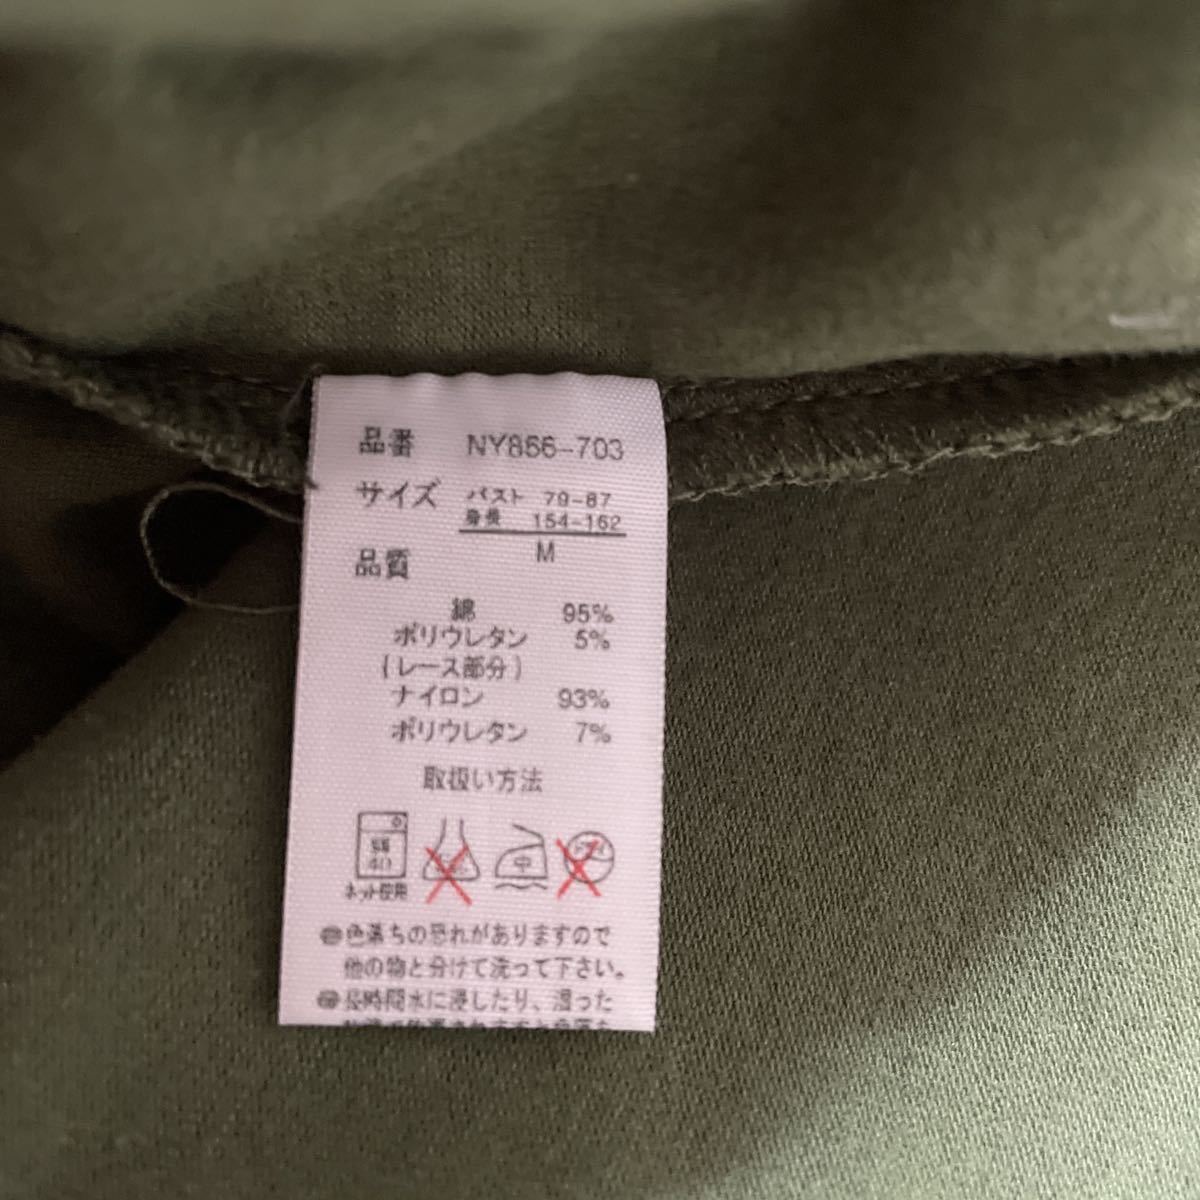 品番 NY866-703
サイズ バスト 79-87
身長 154-162
M
品質
綿 95%
ポリウレタン 5%
(レース部分)
ナイロン 93%
ポリウレタン 7%
取扱い方法
弱 40 中
ネット使用
色落ちの恐れがありますので
他の物と分けて洗って下さい。
長時間水に浸したり、湿った